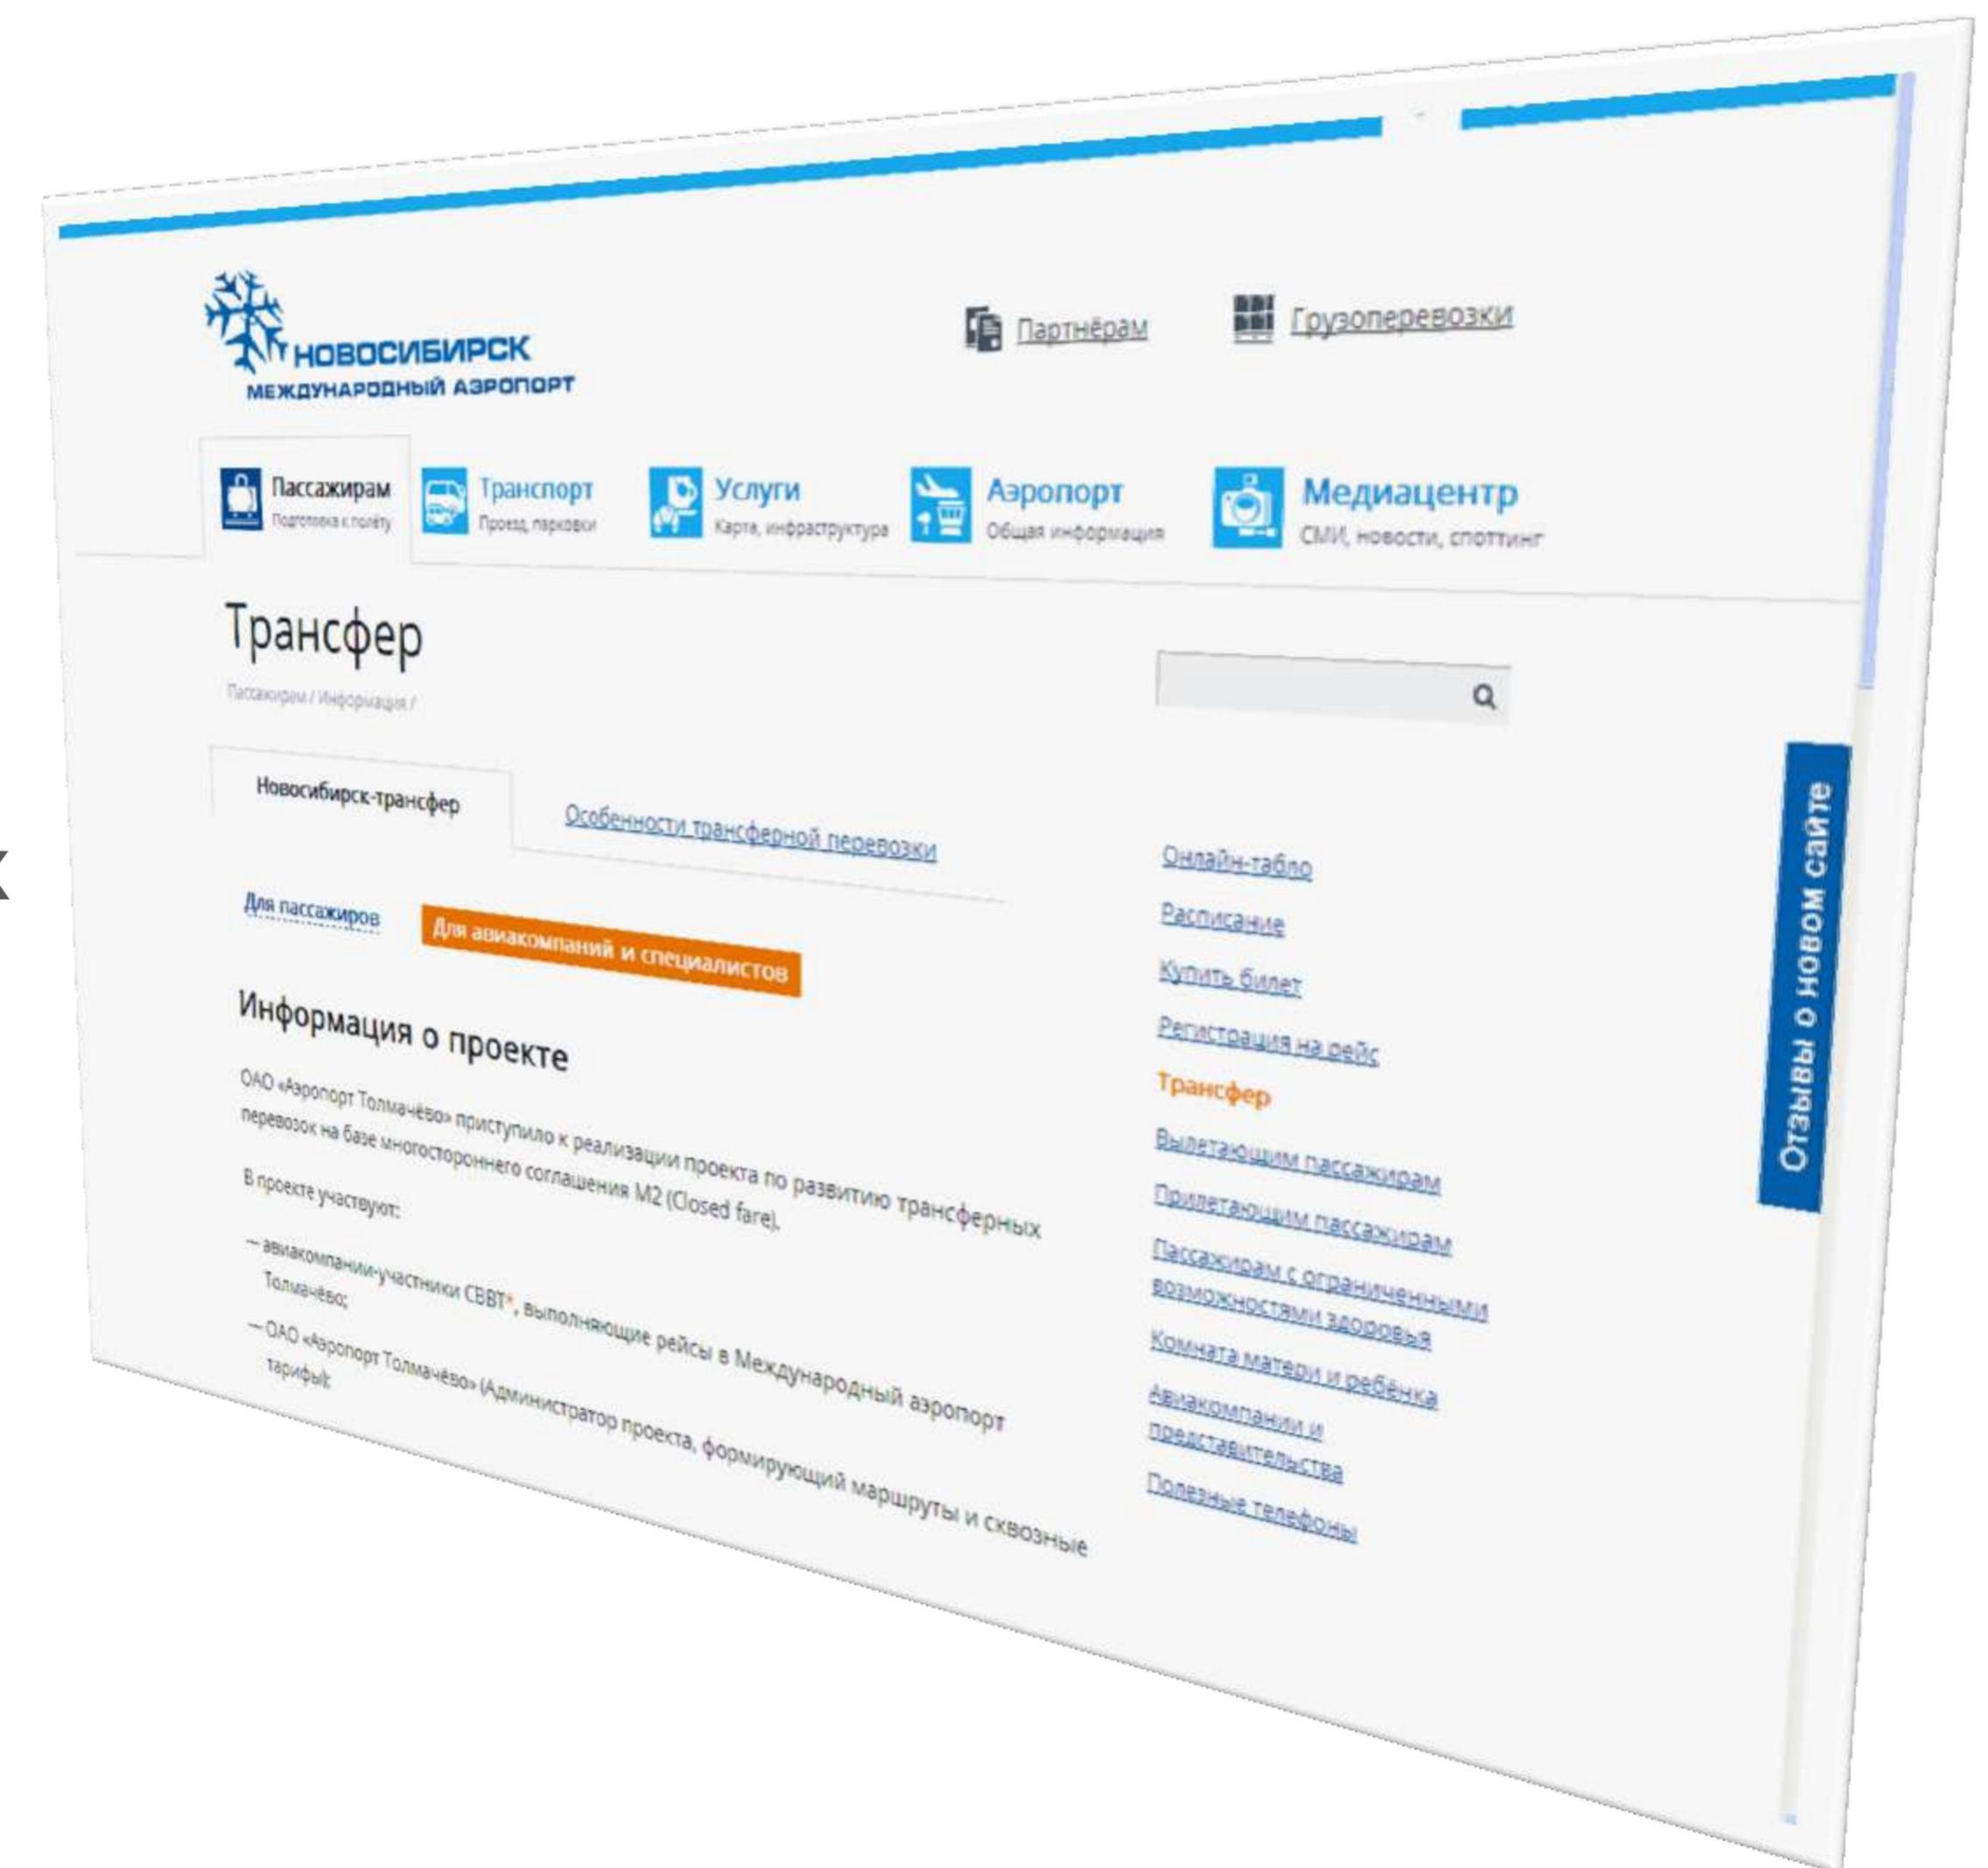 НОВОСИБИРСК
МЕЖДУНАРОДНЫЙ АЭРОПОРТ
Партнёрам
Грузоперевозки
Пассажирам
Подготовка к полёту
Транспорт
Проезд, парковки
Услуги
Карта, инфраструктура
Аэропорт
Общая информация
Медиацентр
СМИ, новости, споттинг
Трансфер
Пассажирам / Информация /
Новосибирск-трансфер
Особенности трансферной перевозки
Для пассажиров
Для авиакомпаний и специалистов
Информация о проекте
ОАО «Аэропорт Толмачёво» приступило к реализации проекта по развитию трансферных
перевозок на базе многостороннего соглашения М2 (Closed fare).
В проекте участвуют:
— авиакомпании-участники СВВТ*, выполняющие рейсы в Международный аэропорт
Толмачёво;
— ОАО «Аэропорт Толмачёво» (Администратор проекта, формирующий маршруты и сквозные
тарифы);
Онлайн-табло
Расписание
Купить билет
Регистрация на рейс
Трансфер
Вылетающим пассажирам
Прилетающим пассажирам
Пассажирам с ограниченными
возможностями здоровья
Комната матери и ребёнка
Авиакомпании и
представительства
Полезные телефоны
Отзывы о новом сайте